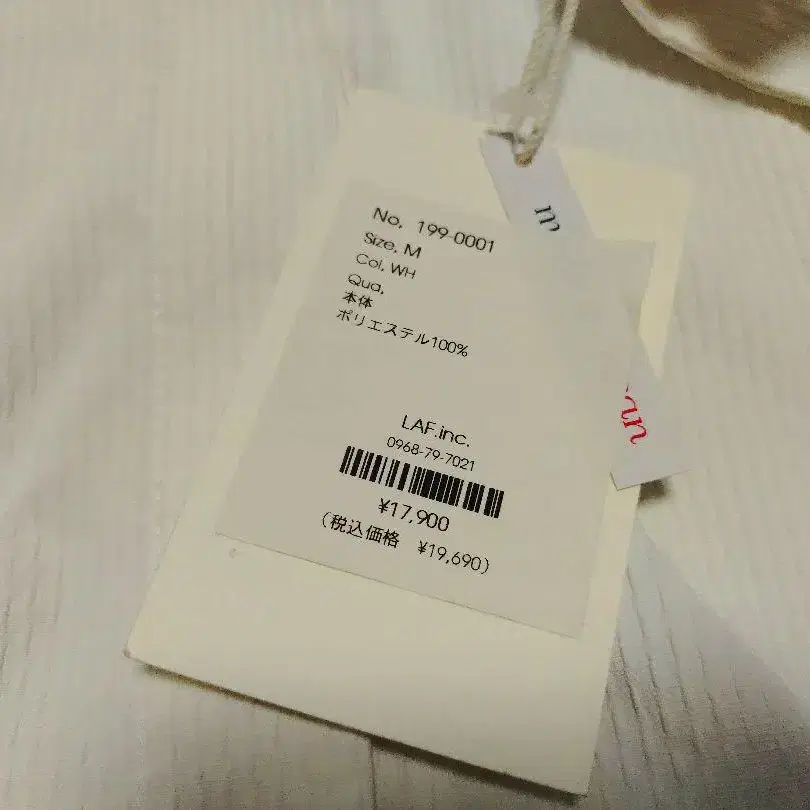 No. 199-0001
Size. M
Col. WH
Qua.
本体
ポリエステル100%
LAF.inc.
0968-79-7021
¥17,900
(税込価格 ¥19,690)